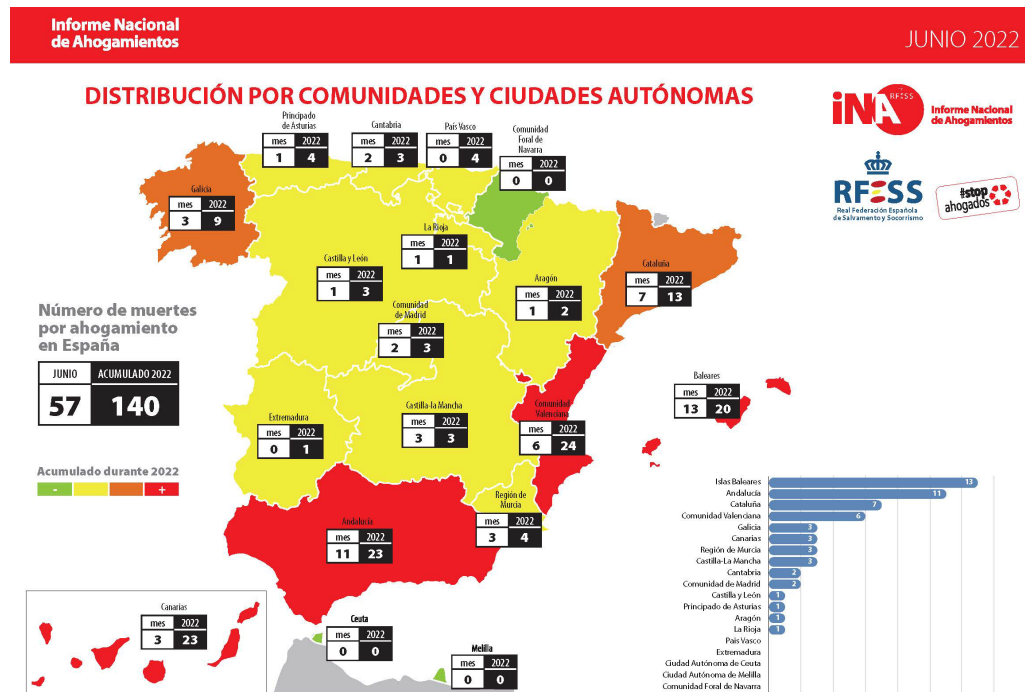 Informe Nacional
de Ahogamientos
JUNIO 2022
DISTRIBUCIÓN POR COMUNIDADES Y CIUDADES AUTÓNOMAS
iNA RFESS
Informe Nacional
de Ahogamientos
RFESS
Real Federación Española
de Salvamento y Socorrismo
#stop
ahogados
Principado
de Asturias
mes 2022
1 4
Cantabria
mes 2022
2 3
País Vasco
mes 2022
0 4
Comunidad
Foral de
Navarra
mes 2022
0 0
Galicia
mes 2022
3 9
La Rioja
mes 2022
1 1
Castilla y León
mes 2022
1 3
Aragón
mes 2022
1 2
Cataluña
mes 2022
7 13
Comunidad
de Madrid
mes 2022
2 3
Número de muertes
por ahogamiento
en España
JUNIO ACUMULADO 2022
57 140
Acumulado durante 2022
- +
Extremadura
mes 2022
0 1
Castilla-la Mancha
mes 2022
3 3
Comunidad
Valenciana
mes 2022
6 24
Baleares
mes 2022
13 20
Andalucía
mes 2022
11 23
Región de
Murcia
mes 2022
3 4
Canarias
mes 2022
3 23
Ceuta
mes 2022
0 0
Melilla
mes 2022
0 0
Islas Baleares 13
Andalucía 11
Cataluña 7
Comunidad Valenciana 6
Galicia 3
Canarias 3
Región de Murcia 3
Castilla-La Mancha 3
Cantabria 2
Comunidad de Madrid 2
Castilla y León 1
Principado de Asturias 1
Aragón 1
La Rioja 1
País Vasco
Extremadura
Ciudad Autónoma de Ceuta
Ciudad Autónoma de Melilla
Comunidad Foral de Navarra